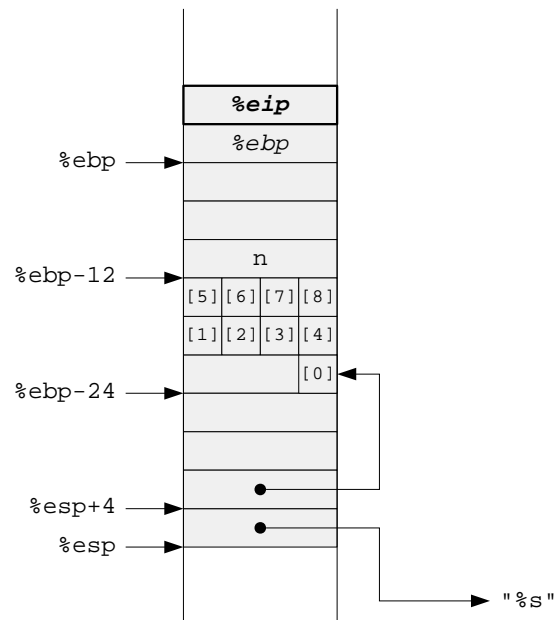 %eip
%ebp
%ebp
n
%ebp-12
[5] [6] [7] [8]
[1] [2] [3] [4]
[0]
%ebp-24
%esp+4
%esp
"%s"